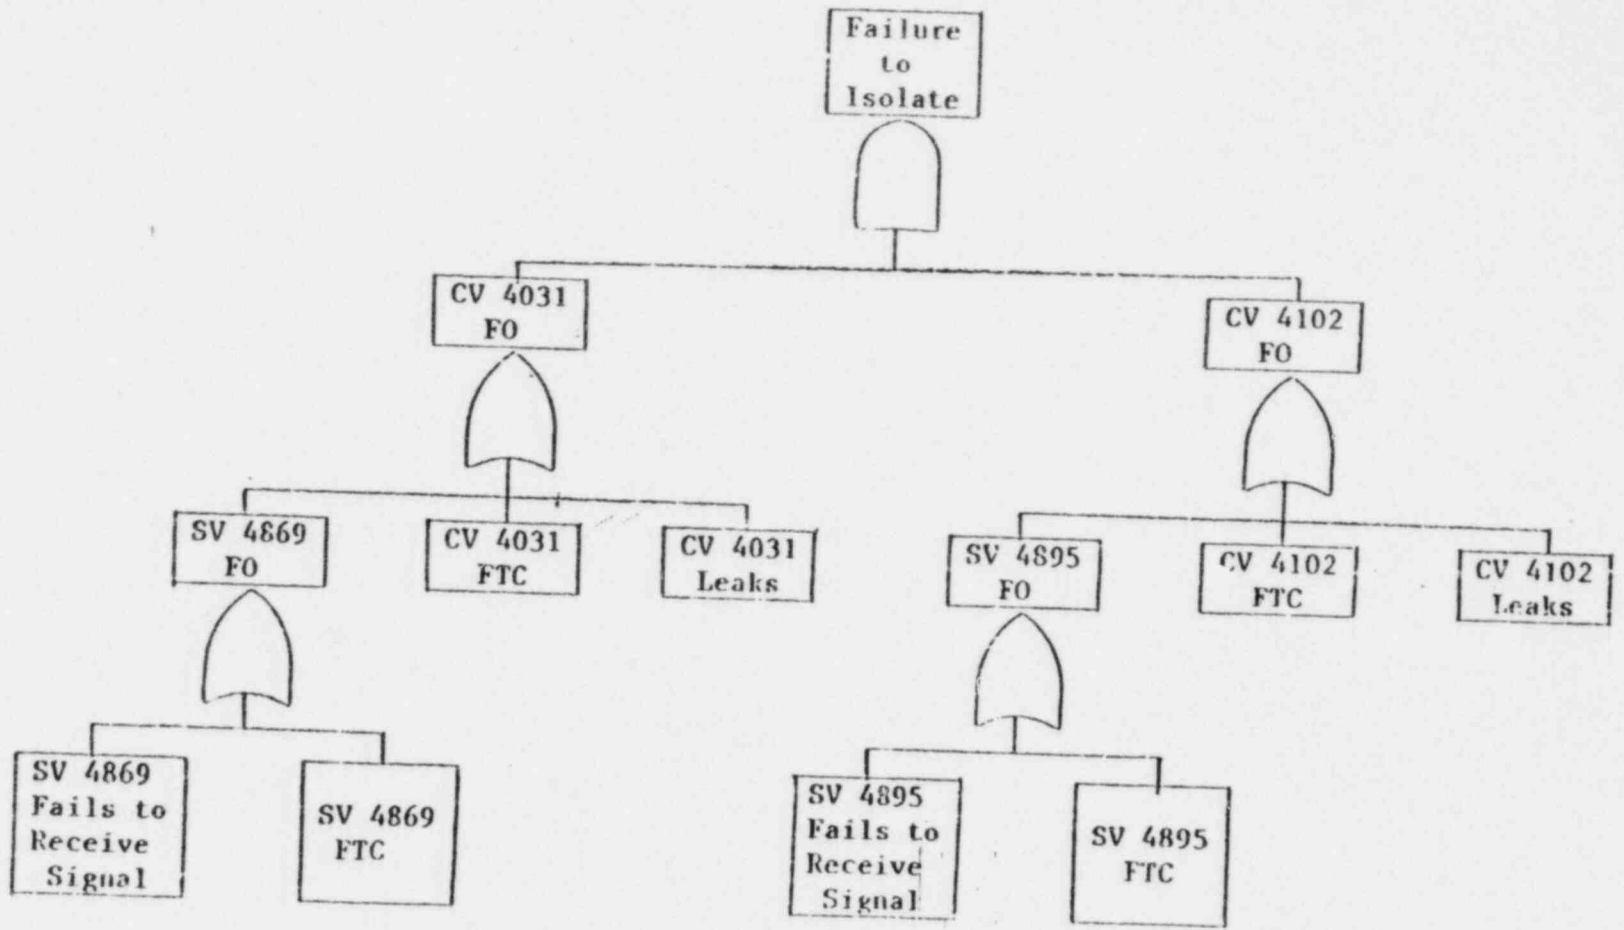 Failure
to
Isolate
CV 4031
FO
CV 4102
FO
SV 4869
FO
CV 4031
FTC
CV 4031
Leaks
SV 4895
FO
CV 4102
FTC
CV 4102
Leaks
SV 4869
Fails to
Receive
Signal
SV 4869
FTC
SV 4895
Fails to
Receive
Signal
SV 4895
FTC